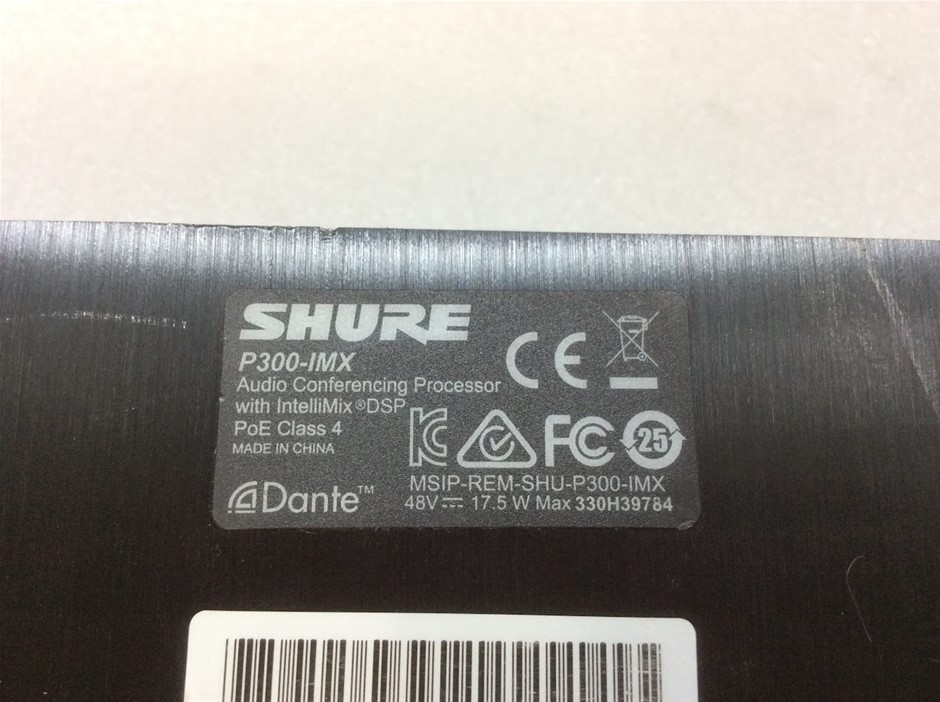 SHURE
P300-IMX
Audio Conferencing Processor
with IntelliMix®DSP
PoE Class 4
MADE IN CHINA
CE
KC
FC
25
MSIP-REM-SHU-P300-IMX
48V⎓ 17.5 W Max 330H39784
Dante™